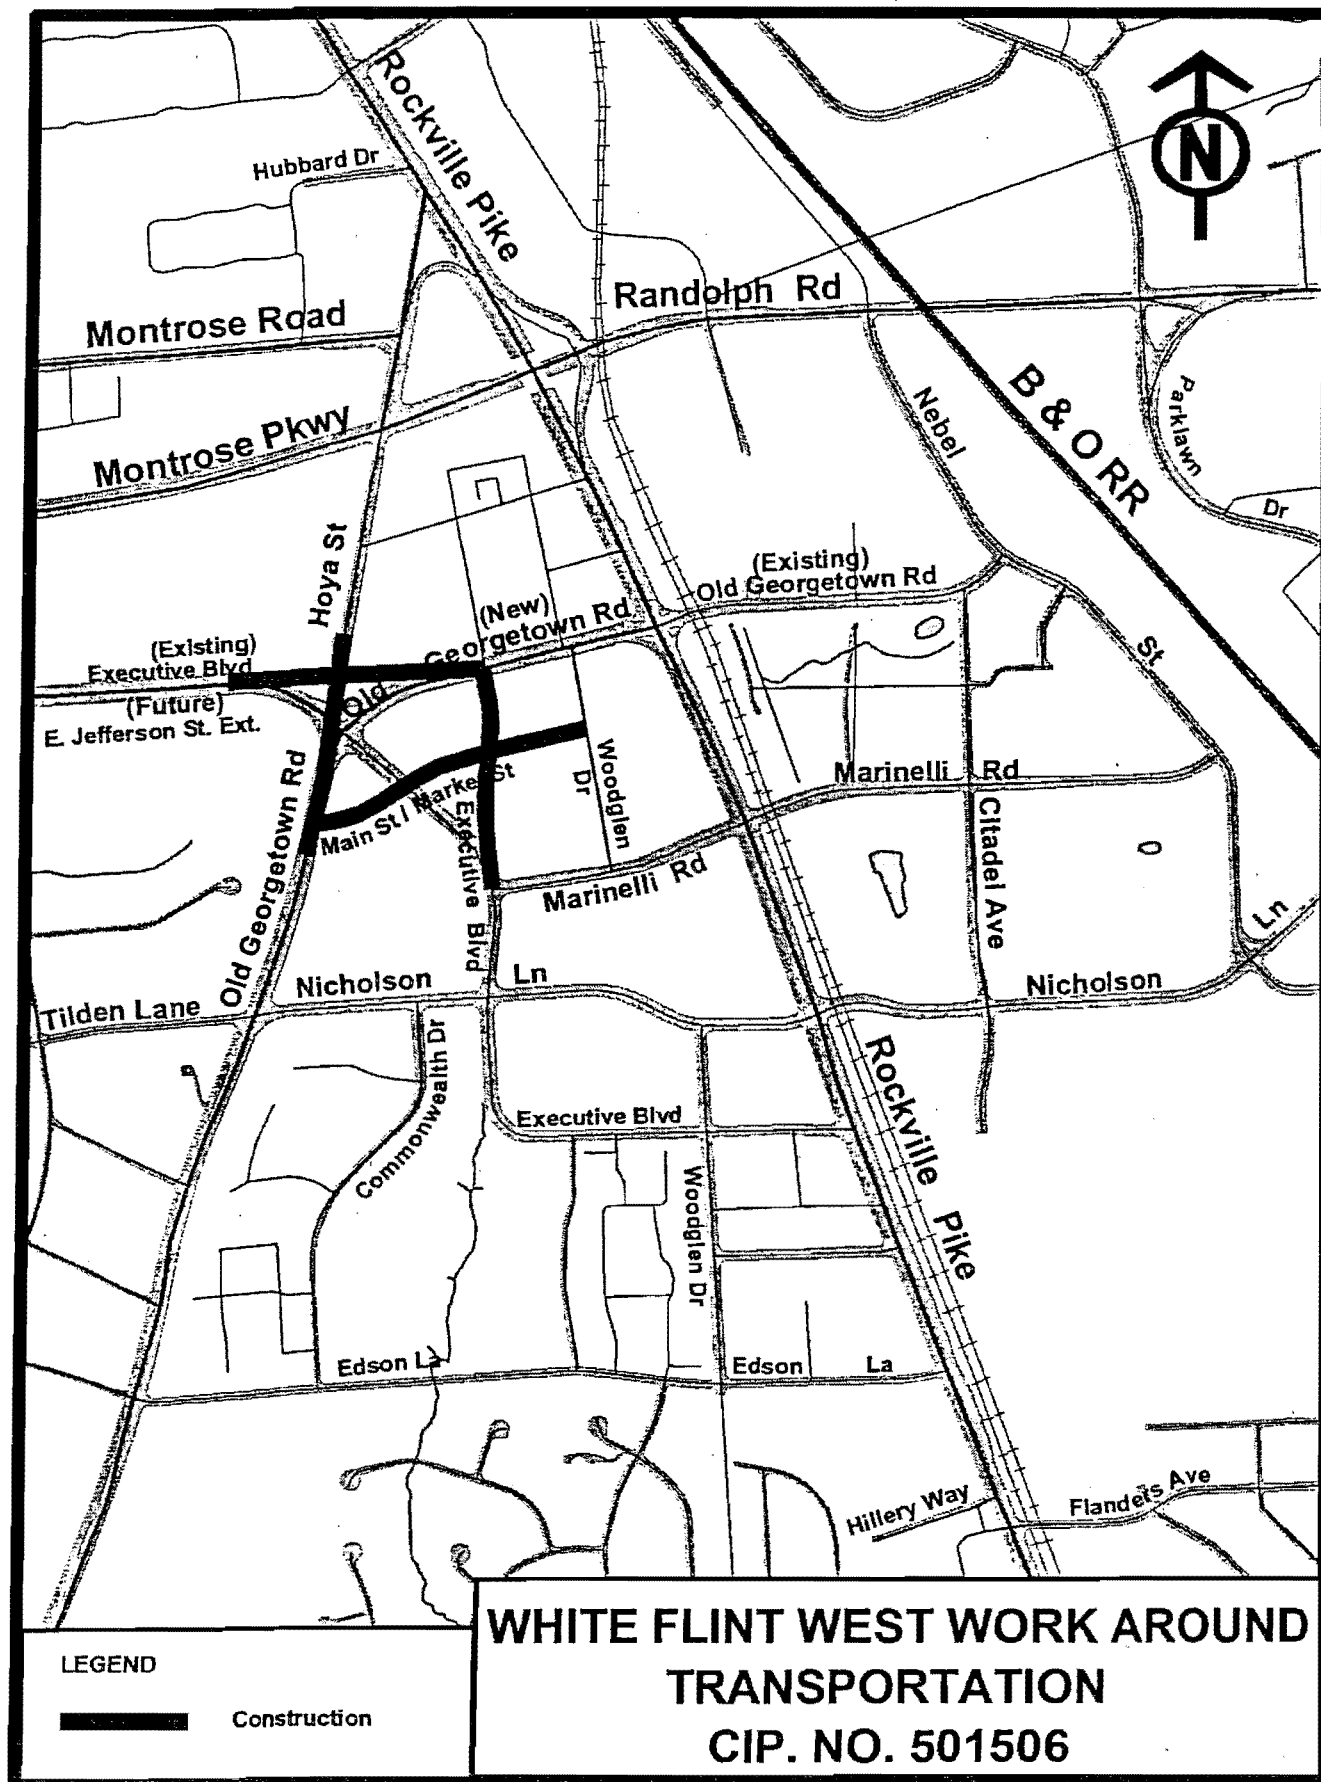 Rockville Pike
N
Hubbard Dr
Randolph Rd
Montrose Road
B & O RR
Parklawn
Nebel
Montrose Pkwy
Dr
Hoya St
(Existing)
Old Georgetown Rd
(New)
Old Georgetown Rd
(Existing)
Executive Blvd
St
(Future)
E. Jefferson St. Ext.
Woodglen
Dr
Marinelli Rd
Main St / Market St
Old Georgetown Rd
Executive Blvd
Citadel Ave
Marinelli Rd
Ln
Nicholson Ln
Nicholson
Tilden Lane
Commonwealth Dr
Rockville Pike
Executive Blvd
Woodglen Dr
Edson La
Edson La
Hillery Way
Flanders Ave
WHITE FLINT WEST WORK AROUND
TRANSPORTATION
CIP. NO. 501506
LEGEND
Construction